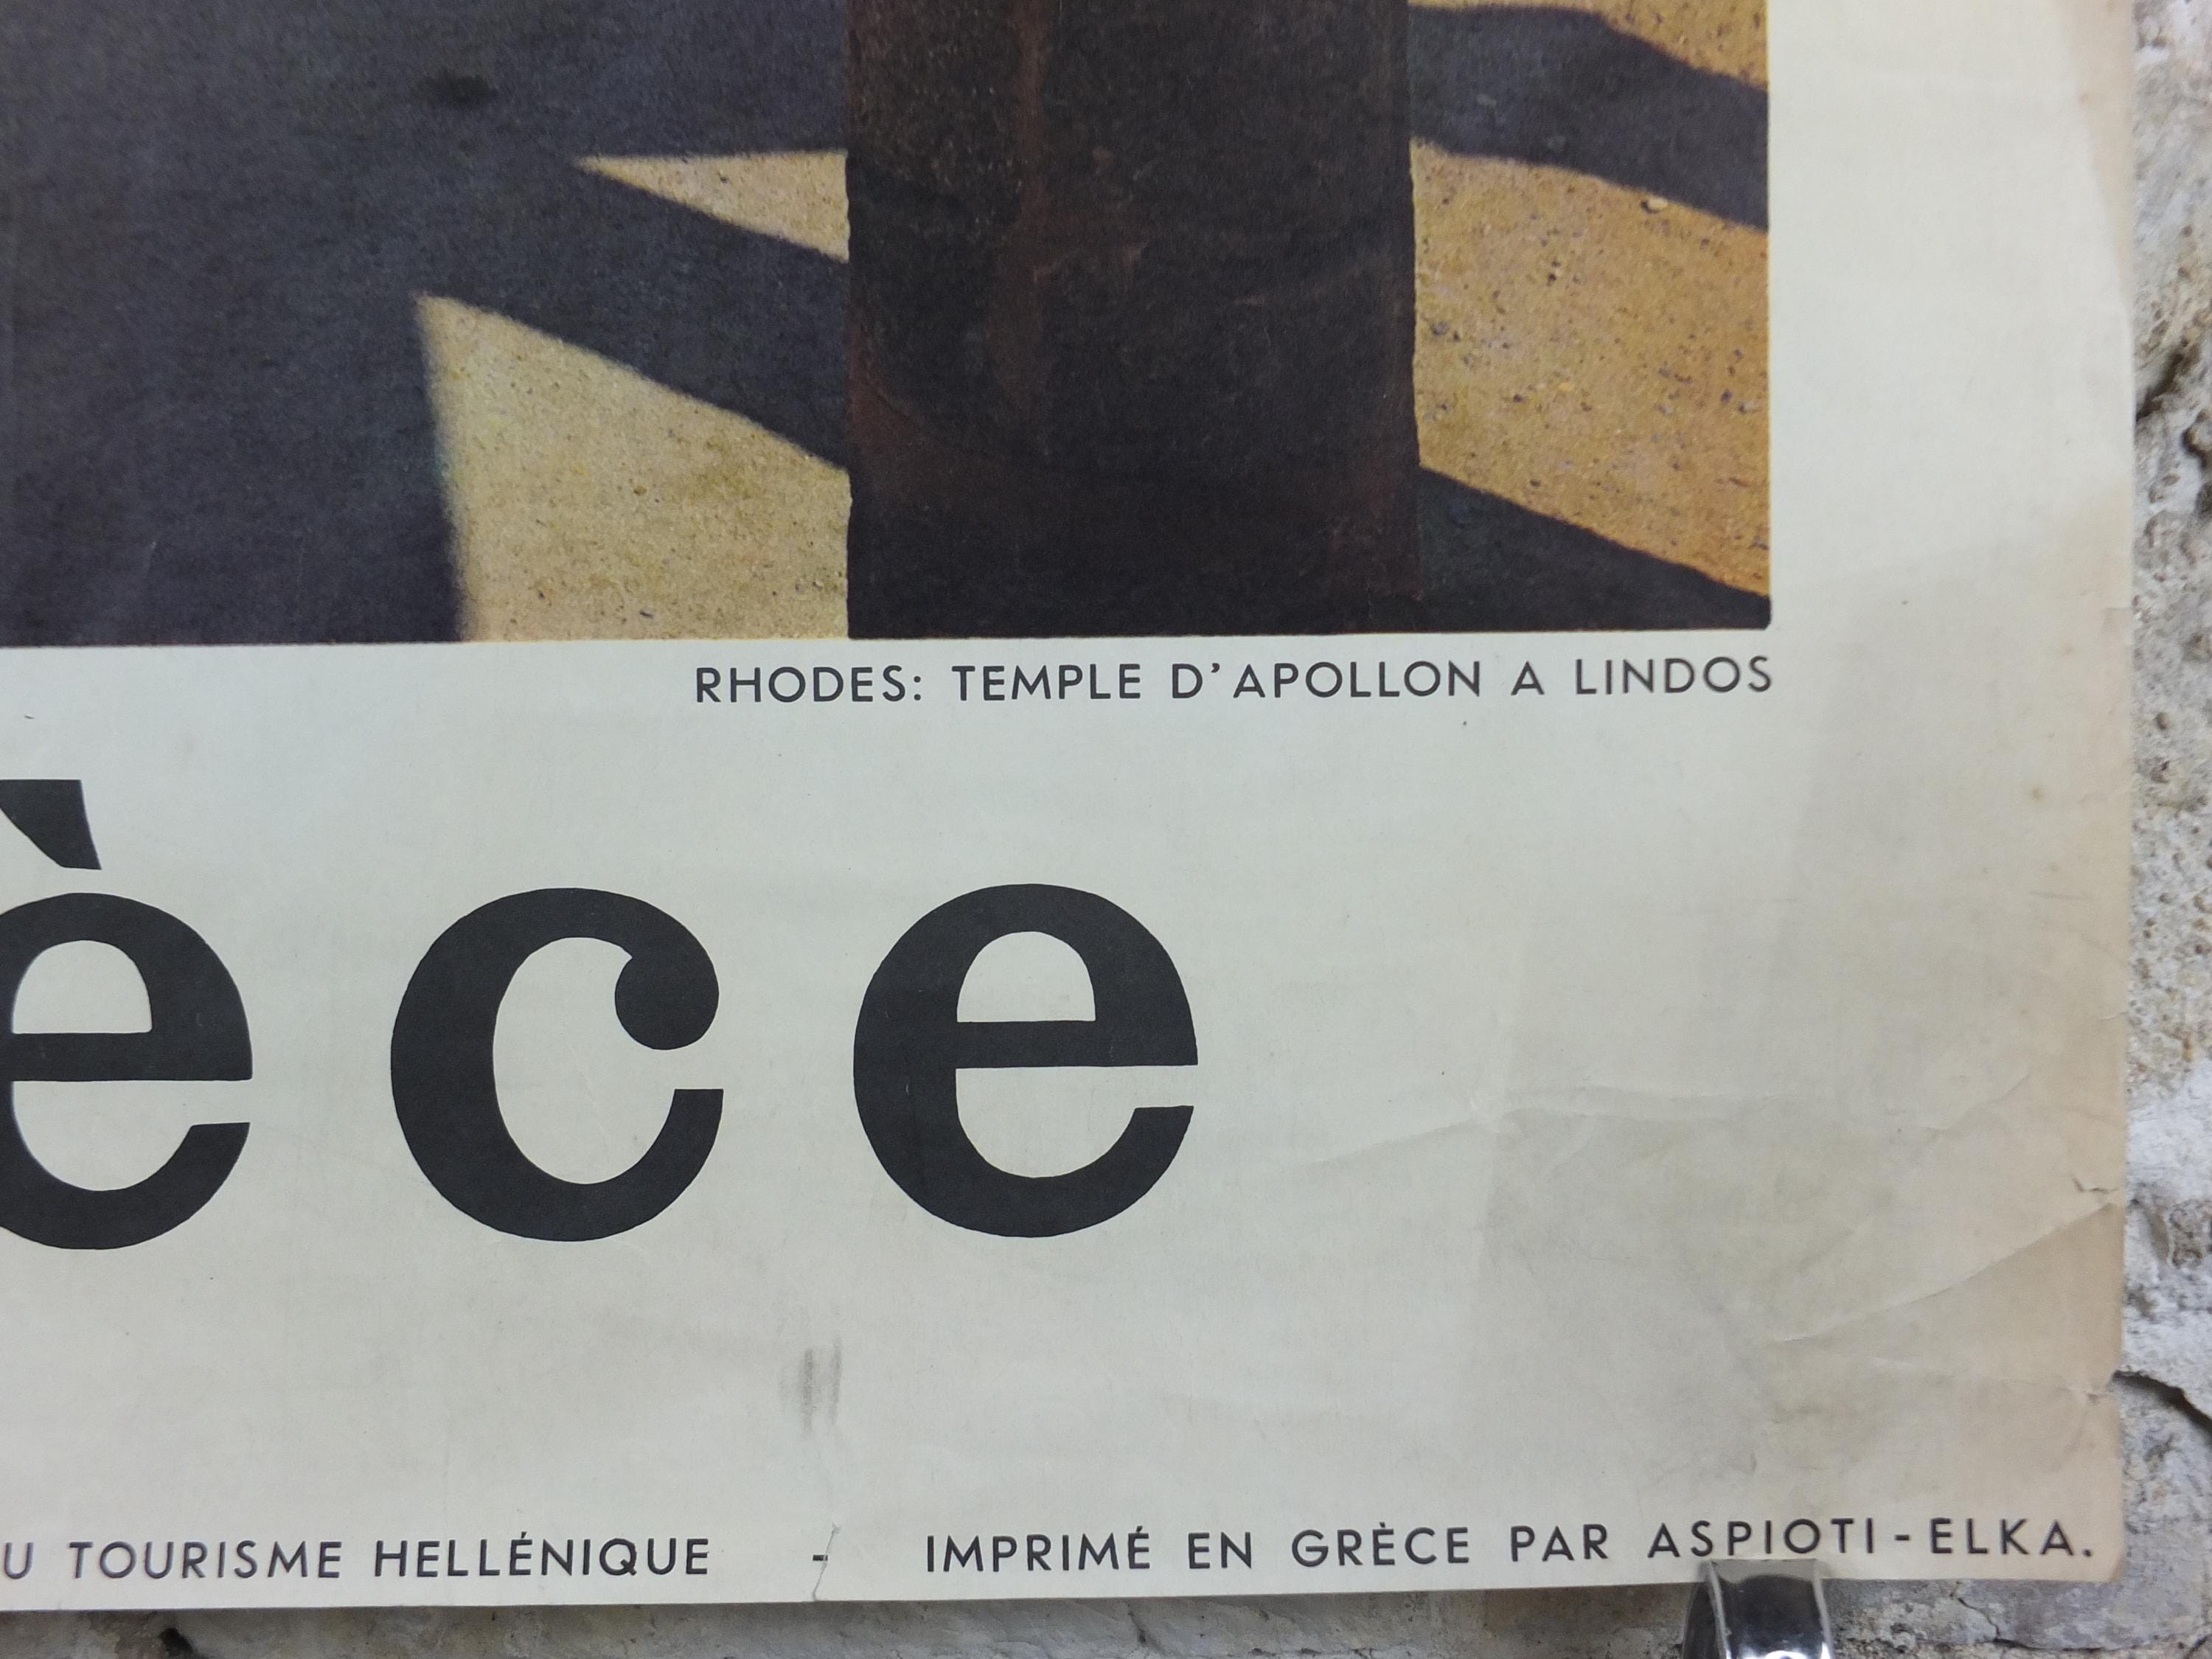 RHODES: TEMPLE D'APOLLON A LINDOS
èce
U TOURISME HELLÉNIQUE - IMPRIMÉ EN GRÈCE PAR ASPIOTI-ELKA.